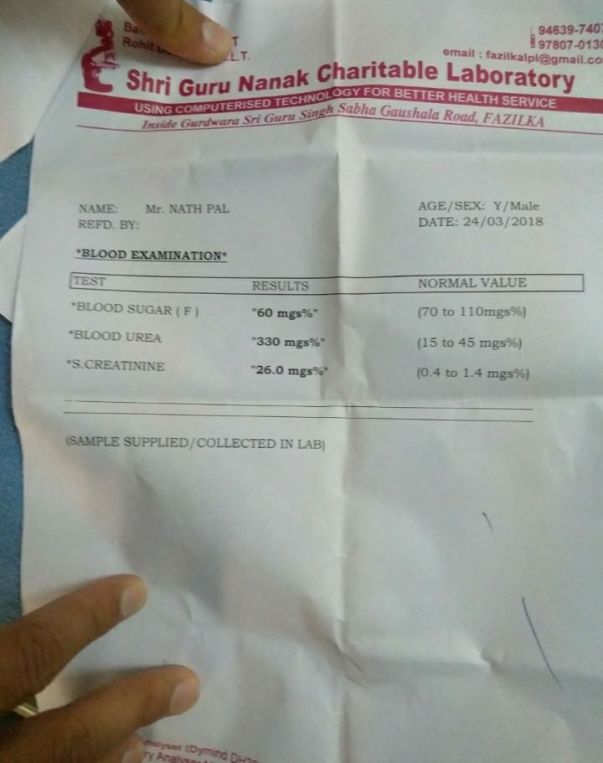 94639-740
97807-0130
email : fazilkalpl@gmail.co
Shri Guru Nanak Charitable Laboratory
USING COMPUTERISED TECHNOLOGY FOR BETTER HEALTH SERVICE
Inside Gurdwara Sri Guru Singh Sabha Gaushala Road, FAZILKA
NAME: Mr. NATH PAL AGE/SEX: Y/Male
REFD. BY: DATE: 24/03/2018
*BLOOD EXAMINATION*
TEST RESULTS NORMAL VALUE
*BLOOD SUGAR ( F ) "60 mgs%" (70 to 110mgs%)
*BLOOD UREA "330 mgs%" (15 to 45 mgs%)
*S.CREATININE "26.0 mgs%" (0.4 to 1.4 mgs%)
(SAMPLE SUPPLIED/COLLECTED IN LAB)